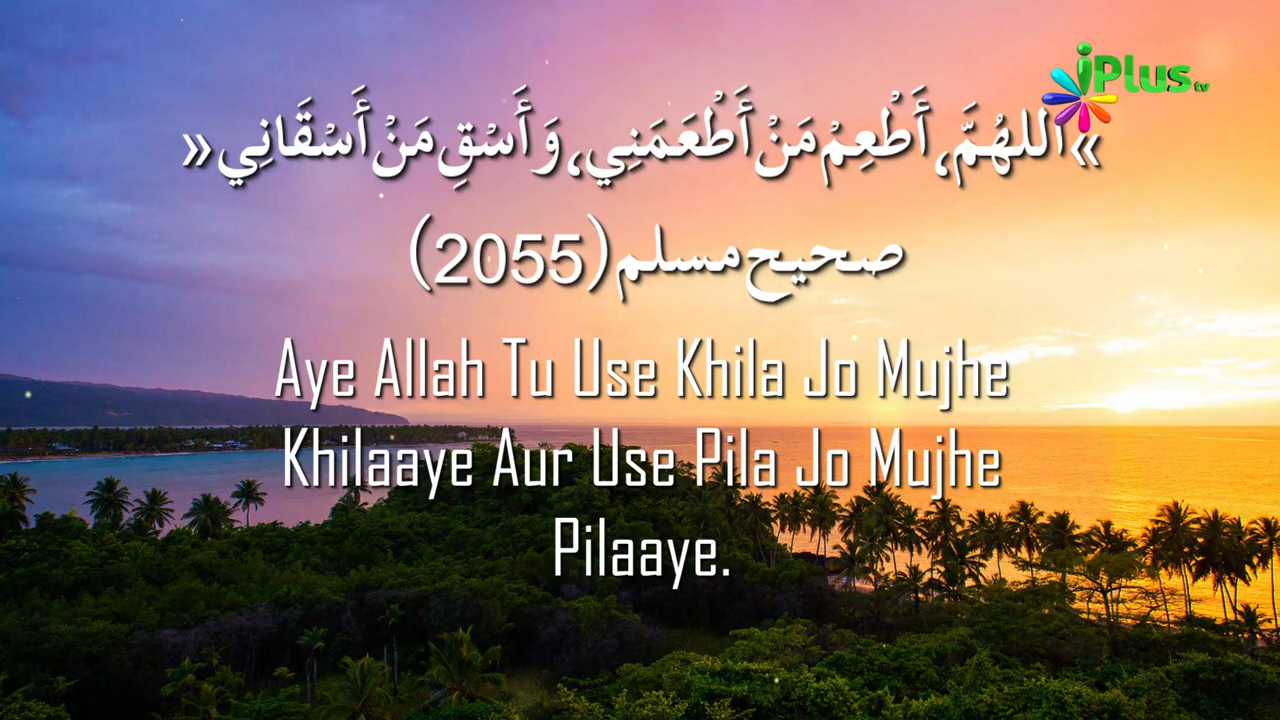 iPlus tv
»اللهُمَّ، أَطْعِمْ مَنْ أَطْعَمَنِي، وَأَسْقِ مَنْ أَسْقَانِي«
صحيح مسلم (2055)
Aye Allah Tu Use Khila Jo Mujhe
Khilaaye Aur Use Pila Jo Mujhe
Pilaaye.